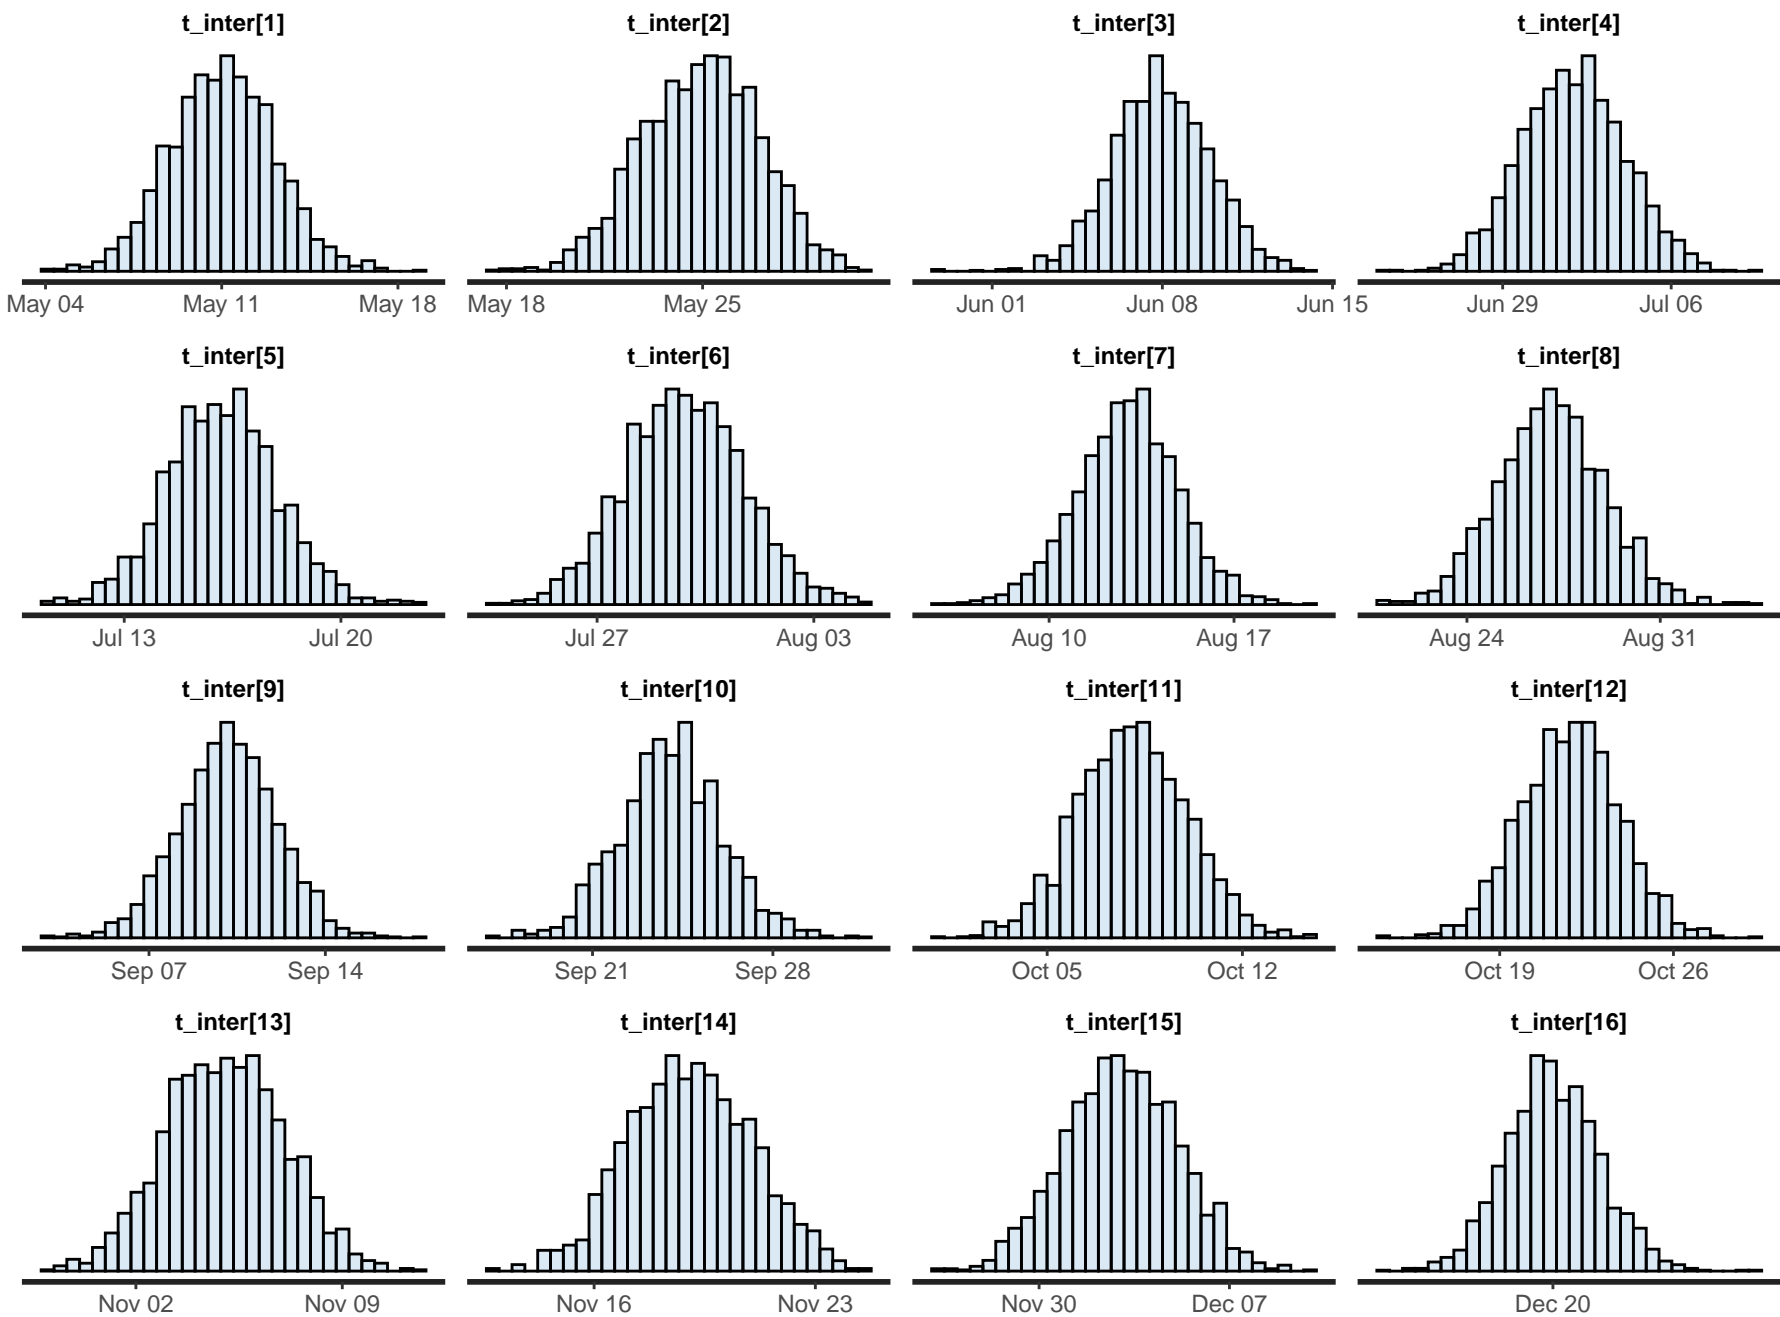 t_inter[1] t_inter[2] t_inter[3] t_inter[4]
May 04 May 11 May 18 May 18 May 25 Jun 01 Jun 08 Jun 15 Jun 29 Jul 06
t_inter[5] t_inter[6] t_inter[7] t_inter[8]
Jul 13 Jul 20 Jul 27 Aug 03 Aug 10 Aug 17 Aug 24 Aug 31
t_inter[9] t_inter[10] t_inter[11] t_inter[12]
Sep 07 Sep 14 Sep 21 Sep 28 Oct 05 Oct 12 Oct 19 Oct 26
t_inter[13] t_inter[14] t_inter[15] t_inter[16]
Nov 02 Nov 09 Nov 16 Nov 23 Nov 30 Dec 07 Dec 20